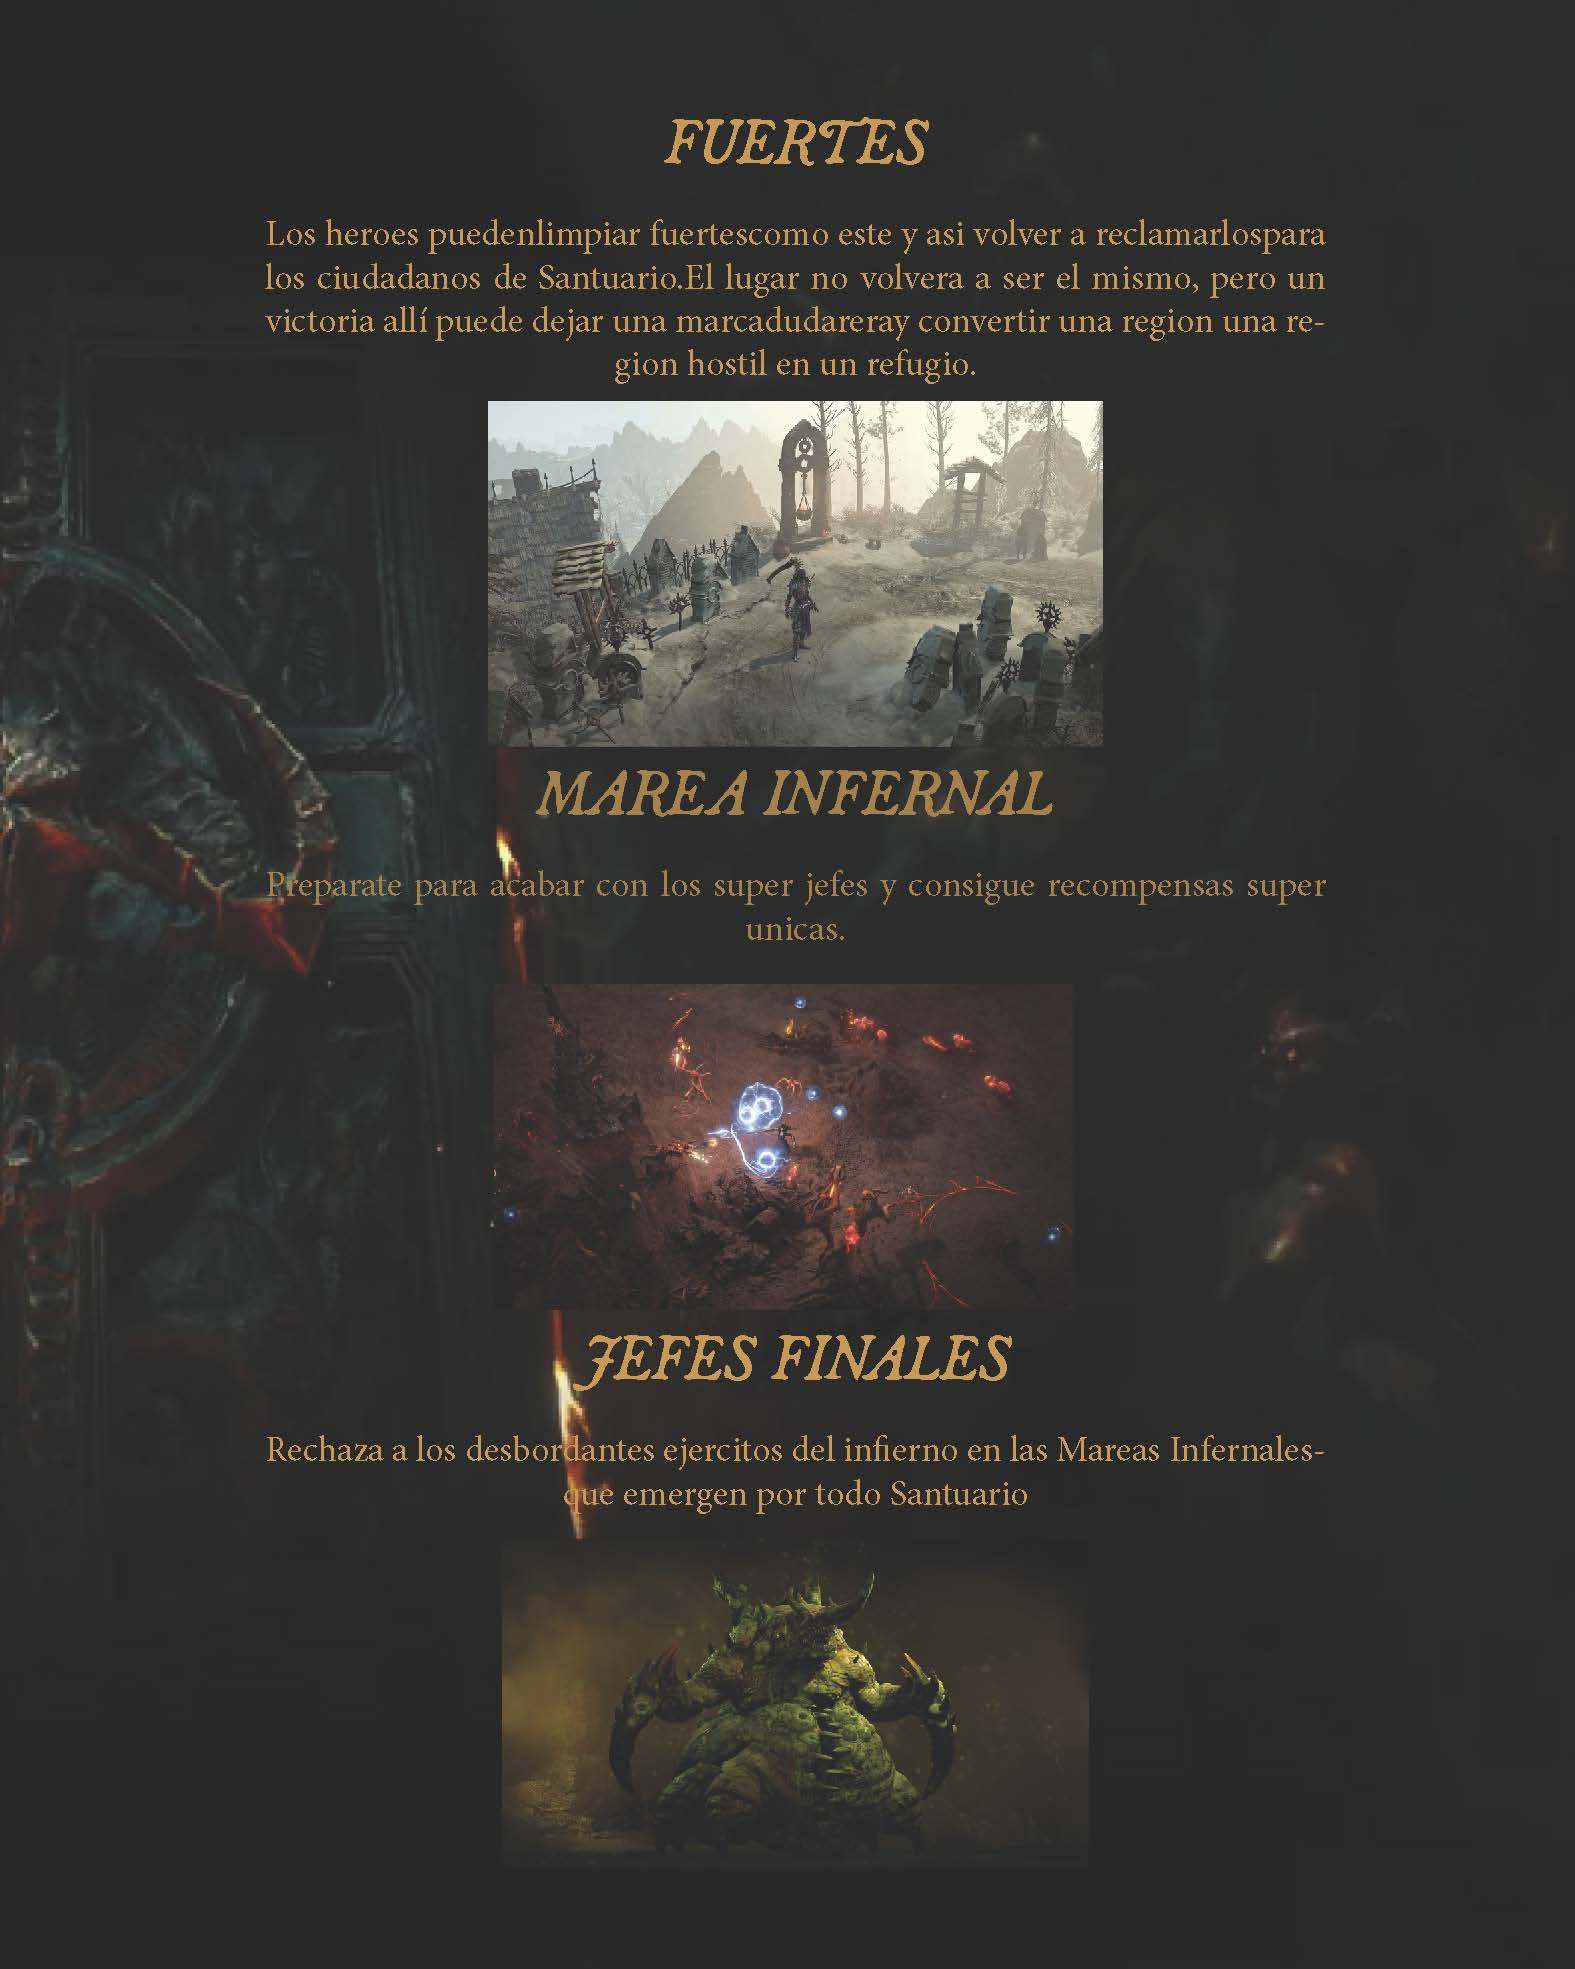 FUERTES
Los heroes puedenlimpiar fuertescomo este y asi volver a reclamarlospara
los ciudadanos de Santuario.El lugar no volvera a ser el mismo, pero un
victoria allí puede dejar una marcadudareray convertir una region una re-
gion hostil en un refugio.
MAREA INFERNAL
Preparate para acabar con los super jefes y consigue recompensas super
unicas.
JEFES FINALES
Rechaza a los desbordantes ejercitos del infierno en las Mareas Infernales-
que emergen por todo Santuario